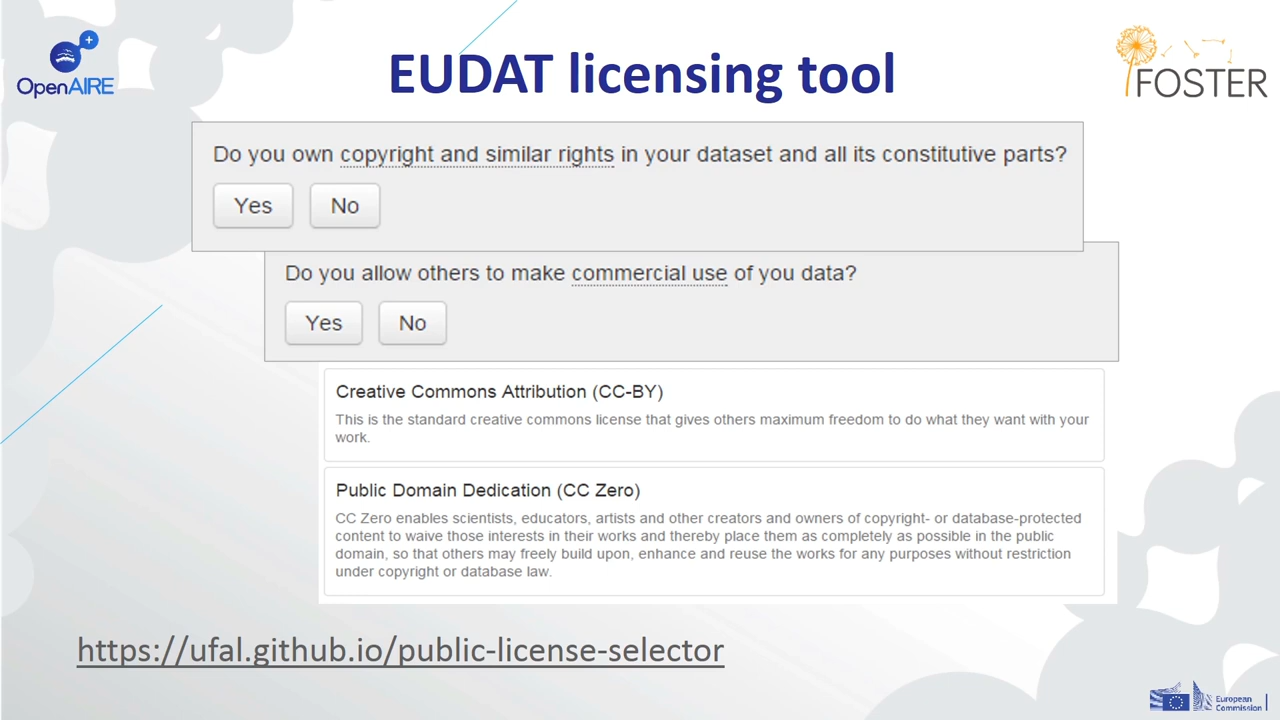 OpenAIRE
EUDAT licensing tool
FOSTER
Do you own copyright and similar rights in your dataset and all its constitutive parts?
Yes No
Do you allow others to make commercial use of you data?
Yes No
Creative Commons Attribution (CC-BY)
This is the standard creative commons license that gives others maximum freedom to do what they want with your
work.
Public Domain Dedication (CC Zero)
CC Zero enables scientists, educators, artists and other creators and owners of copyright- or database-protected
content to waive those interests in their works and thereby place them as completely as possible in the public
domain, so that others may freely build upon, enhance and reuse the works for any purposes without restriction
under copyright or database law.
https://ufal.github.io/public-license-selector
European
Commission